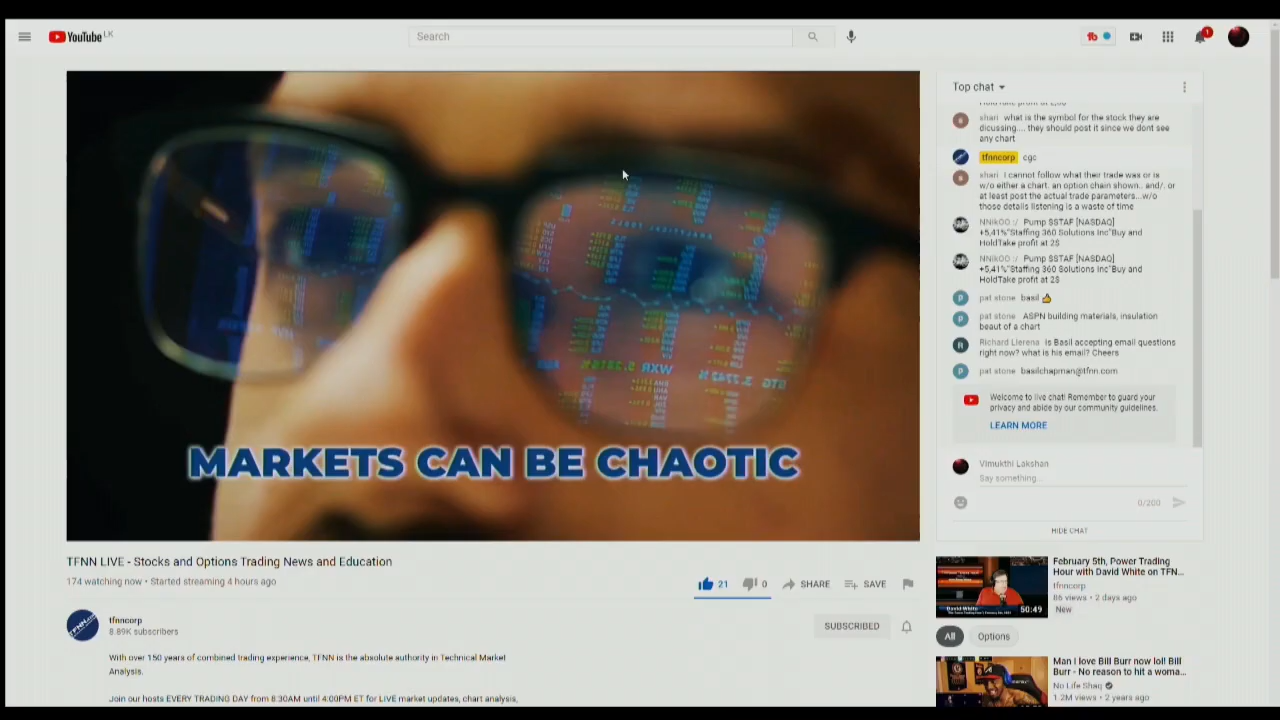 YouTube LK
Search
1
Top chat
shari what is the symbol for the stock they are
dicussing.... they should post it since we dont see
any chart
tfnncorp cgc
shari I cannot follow what their trade was or is
w/o either a chart. an option chain shown.. and/. or
at least post the actual trade parameters...w/o
those details listening is a waste of time
NNikOO :/ Pump $STAF [NASDAQ]
+5,41%"Staffing 360 Solutions Inc"Buy and
HoldTake profit at 2$
NNikOO :/ Pump $STAF [NASDAQ]
+5,41%"Staffing 360 Solutions Inc"Buy and
HoldTake profit at 2$
pat stone basil 👍
pat stone ASPN building materials, insulation
beaut of a chart
Richard Llerena Is Basil accepting email questions
right now? what is his email? Cheers
pat stone basilchapman@tfnn.com
Welcome to live chat! Remember to guard your
privacy and abide by our community guidelines.
LEARN MORE
Vimukthi Lakshan
Say something...
0/200
HIDE CHAT
MARKETS CAN BE CHAOTIC
TFNN LIVE - Stocks and Options Trading News and Education
174 watching now • Started streaming 4 hours ago
21 0 SHARE SAVE
tfnncorp
8.89K subscribers
SUBSCRIBED
With over 150 years of combined trading experience, TFNN is the absolute authority in Technical Market
Analysis.
Join our hosts EVERY TRADING DAY from 8:30AM until 4:00PM ET for LIVE market updates, chart analysis,
February 5th, Power Trading
Hour with David White on TFN...
tfnncorp
86 views • 2 days ago
New
David White
50:49
All Options
Man I love Bill Burr now lol! Bill
Burr - No reason to hit a woma...
No Life Shaq
1.2M views • 2 years ago